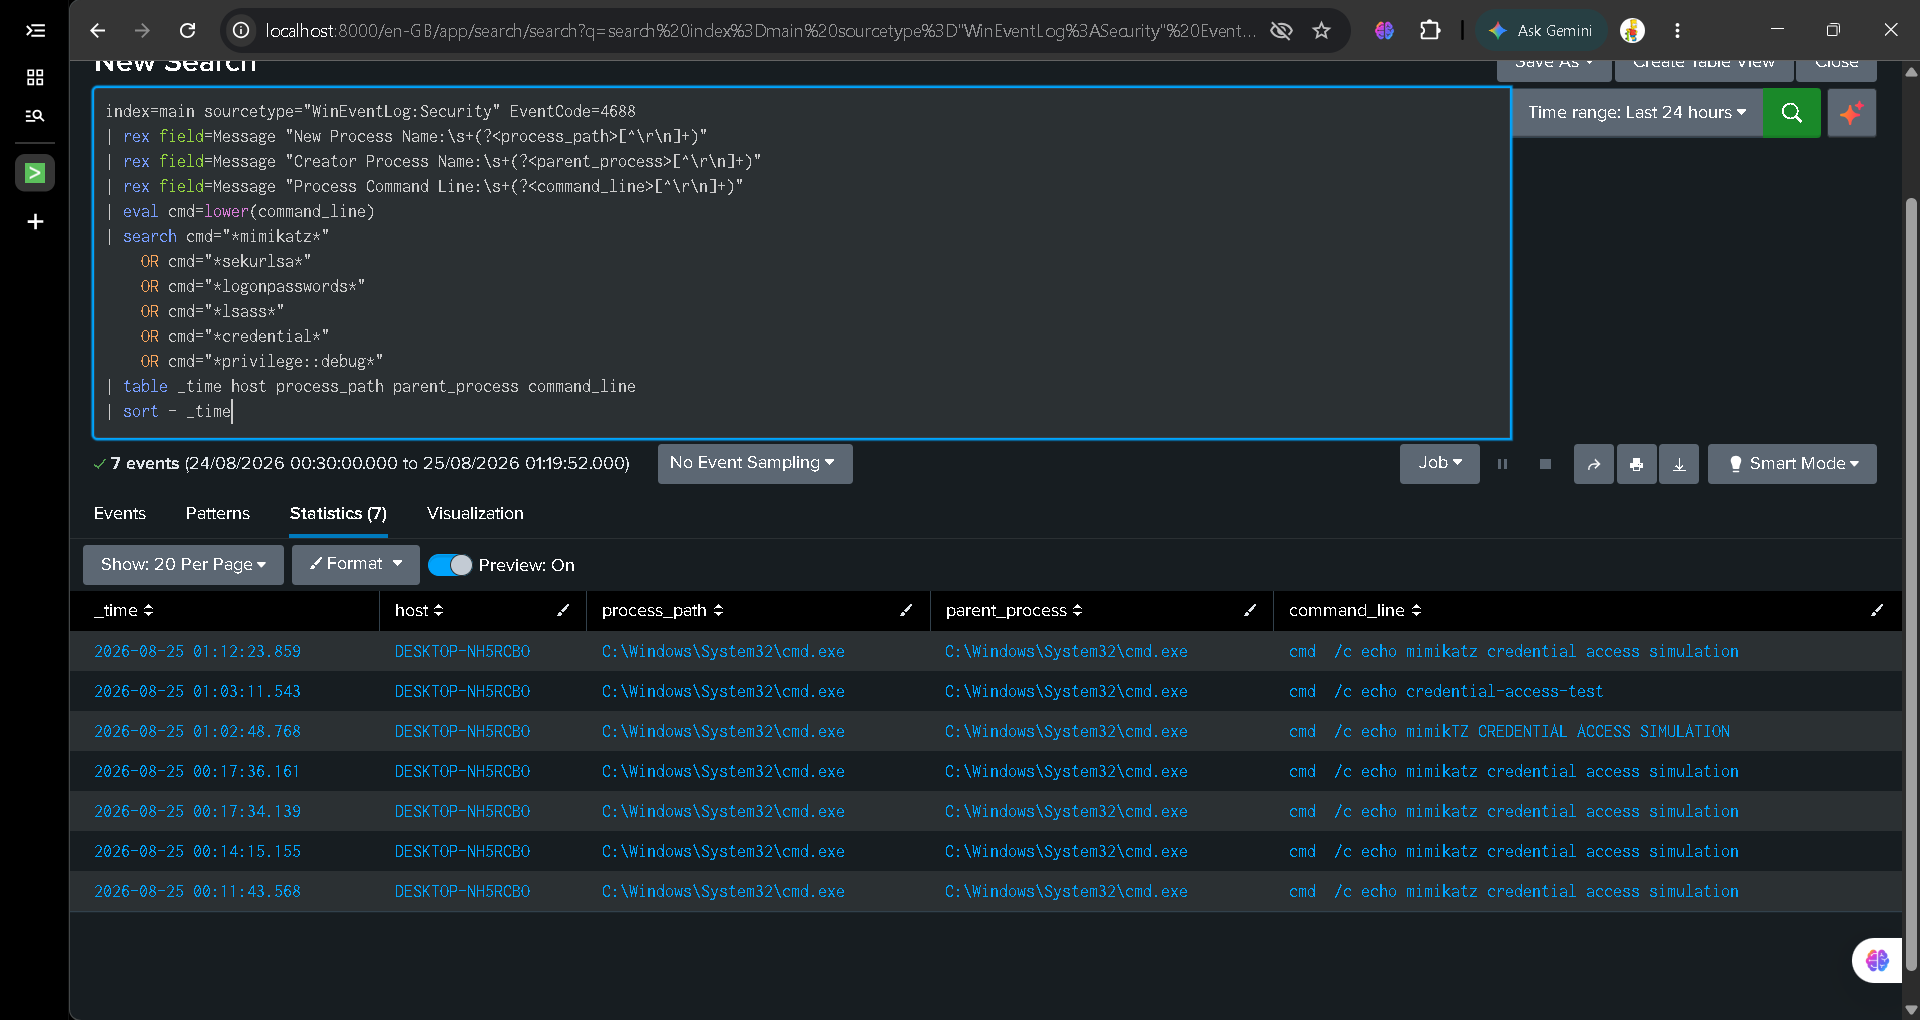 localhost:8000/en-GB/app/search/search?q=search%20index%3Dmain%20sourcetype%3D"WinEventLog%3ASecurity"%20Event...
Ask Gemini
New Search
Save As
Create Table View
Close
index=main sourcetype="WinEventLog:Security" EventCode=4688
| rex field=Message "New Process Name:\s+(?<process_path>[^\r\n]+)"
| rex field=Message "Creator Process Name:\s+(?<parent_process>[^\r\n]+)"
| rex field=Message "Process Command Line:\s+(?<command_line>[^\r\n]+)"
| eval cmd=lower(command_line)
| search cmd="*mimikatz*"
OR cmd="*sekurlsa*"
OR cmd="*logonpasswords*"
OR cmd="*lsass*"
OR cmd="*credential*"
OR cmd="*privilege::debug*"
| table _time host process_path parent_process command_line
| sort - _time
Time range: Last 24 hours
7 events (24/08/2026 00:30:00.000 to 25/08/2026 01:19:52.000)
No Event Sampling
Job
Smart Mode
Events Patterns Statistics (7) Visualization
Show: 20 Per Page Format Preview: On
_time host process_path parent_process command_line
2026-08-25 01:12:23.859 DESKTOP-NH5RCBO C:\Windows\System32\cmd.exe C:\Windows\System32\cmd.exe cmd /c echo mimikatz credential access simulation
2026-08-25 01:03:11.543 DESKTOP-NH5RCBO C:\Windows\System32\cmd.exe C:\Windows\System32\cmd.exe cmd /c echo credential-access-test
2026-08-25 01:02:48.768 DESKTOP-NH5RCBO C:\Windows\System32\cmd.exe C:\Windows\System32\cmd.exe cmd /c echo mimikTZ CREDENTIAL ACCESS SIMULATION
2026-08-25 00:17:36.161 DESKTOP-NH5RCBO C:\Windows\System32\cmd.exe C:\Windows\System32\cmd.exe cmd /c echo mimikatz credential access simulation
2026-08-25 00:17:34.139 DESKTOP-NH5RCBO C:\Windows\System32\cmd.exe C:\Windows\System32\cmd.exe cmd /c echo mimikatz credential access simulation
2026-08-25 00:14:15.155 DESKTOP-NH5RCBO C:\Windows\System32\cmd.exe C:\Windows\System32\cmd.exe cmd /c echo mimikatz credential access simulation
2026-08-25 00:11:43.568 DESKTOP-NH5RCBO C:\Windows\System32\cmd.exe C:\Windows\System32\cmd.exe cmd /c echo mimikatz credential access simulation